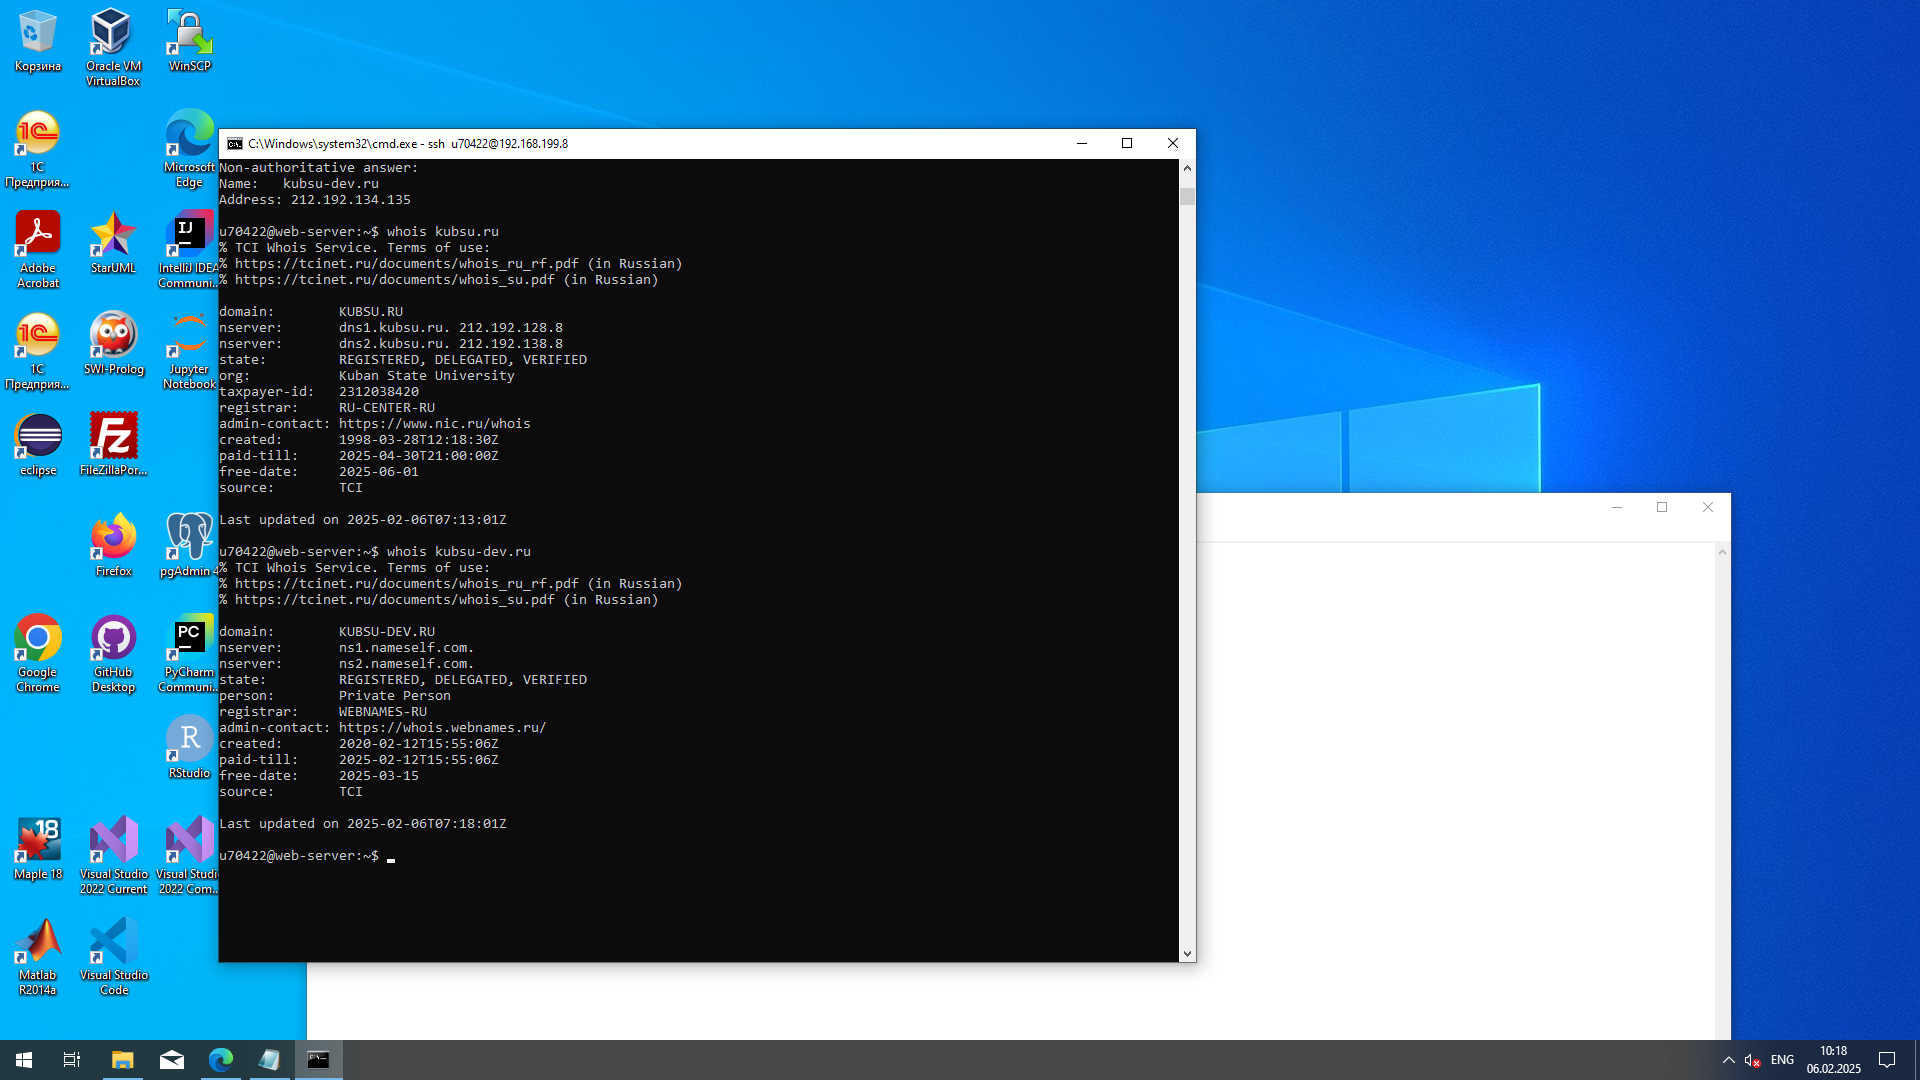 Корзина
Oracle VM
VirtualBox
WinSCP
1C
Предприя...
Microsoft
Edge
Adobe
Acrobat
StarUML
IntelliJ IDEA
Communi...
1C
Предприя...
SWI-Prolog
Jupyter
Notebook
eclipse
FileZillaPor...
Firefox
pgAdmin 4
Google
Chrome
GitHub
Desktop
PyCharm
Communi...
RStudio
Maple 18
Visual Studio
2022 Current
Visual Studio
2022 Com...
Matlab
R2014a
Visual Studio
Code
C:\Windows\system32\cmd.exe - ssh u70422@192.168.199.8
Non-authoritative answer:
Name:   kubsu-dev.ru
Address: 212.192.134.135
u70422@web-server:~$ whois kubsu.ru
% TCI Whois Service. Terms of use:
% https://tcinet.ru/documents/whois_ru_rf.pdf (in Russian)
% https://tcinet.ru/documents/whois_su.pdf (in Russian)
domain:        KUBSU.RU
nserver:       dns1.kubsu.ru. 212.192.128.8
nserver:       dns2.kubsu.ru. 212.192.138.8
state:         REGISTERED, DELEGATED, VERIFIED
org:           Kuban State University
taxpayer-id:   2312038420
registrar:     RU-CENTER-RU
admin-contact: https://www.nic.ru/whois
created:       1998-03-28T12:18:30Z
paid-till:     2025-04-30T21:00:00Z
free-date:     2025-06-01
source:        TCI
Last updated on 2025-02-06T07:13:01Z
u70422@web-server:~$ whois kubsu-dev.ru
% TCI Whois Service. Terms of use:
% https://tcinet.ru/documents/whois_ru_rf.pdf (in Russian)
% https://tcinet.ru/documents/whois_su.pdf (in Russian)
domain:        KUBSU-DEV.RU
nserver:       ns1.nameself.com.
nserver:       ns2.nameself.com.
state:         REGISTERED, DELEGATED, VERIFIED
person:        Private Person
registrar:     WEBNAMES-RU
admin-contact: https://whois.webnames.ru/
created:       2020-02-12T15:55:06Z
paid-till:     2025-02-12T15:55:06Z
free-date:     2025-03-15
source:        TCI
Last updated on 2025-02-06T07:18:01Z
u70422@web-server:~$
ENG
10:18
06.02.2025